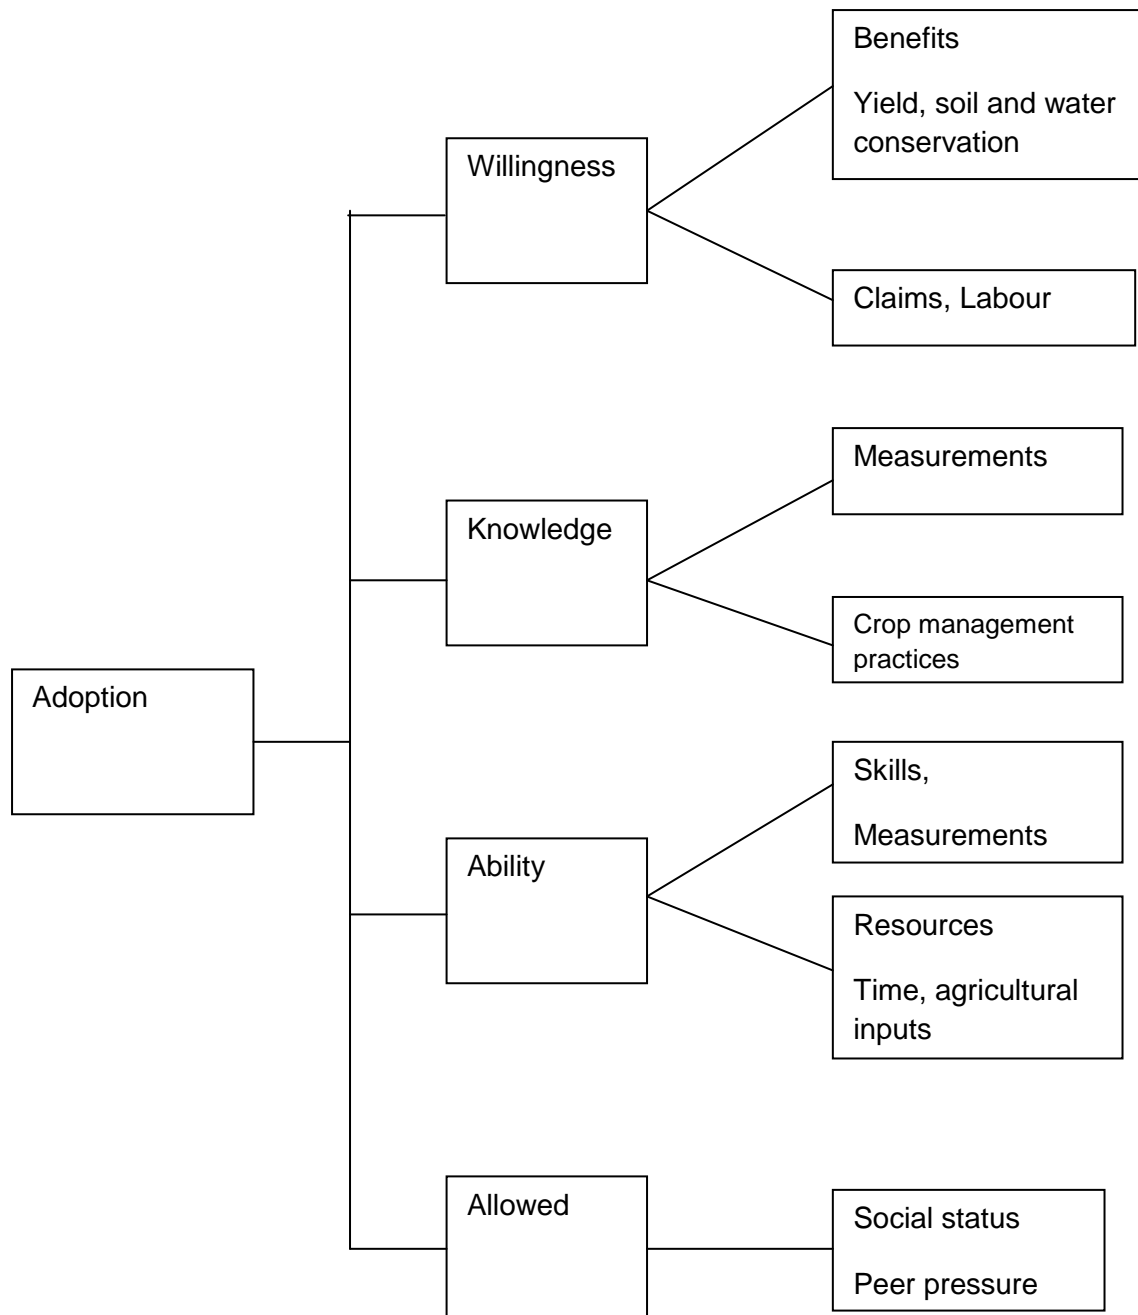 Benefits
Yield, soil and water
conservation
Willingness
Claims, Labour
Measurements
Knowledge
Crop management
practices
Adoption
Skills,
Measurements
Ability
Resources
Time, agricultural
inputs
Allowed
Social status
Peer pressure